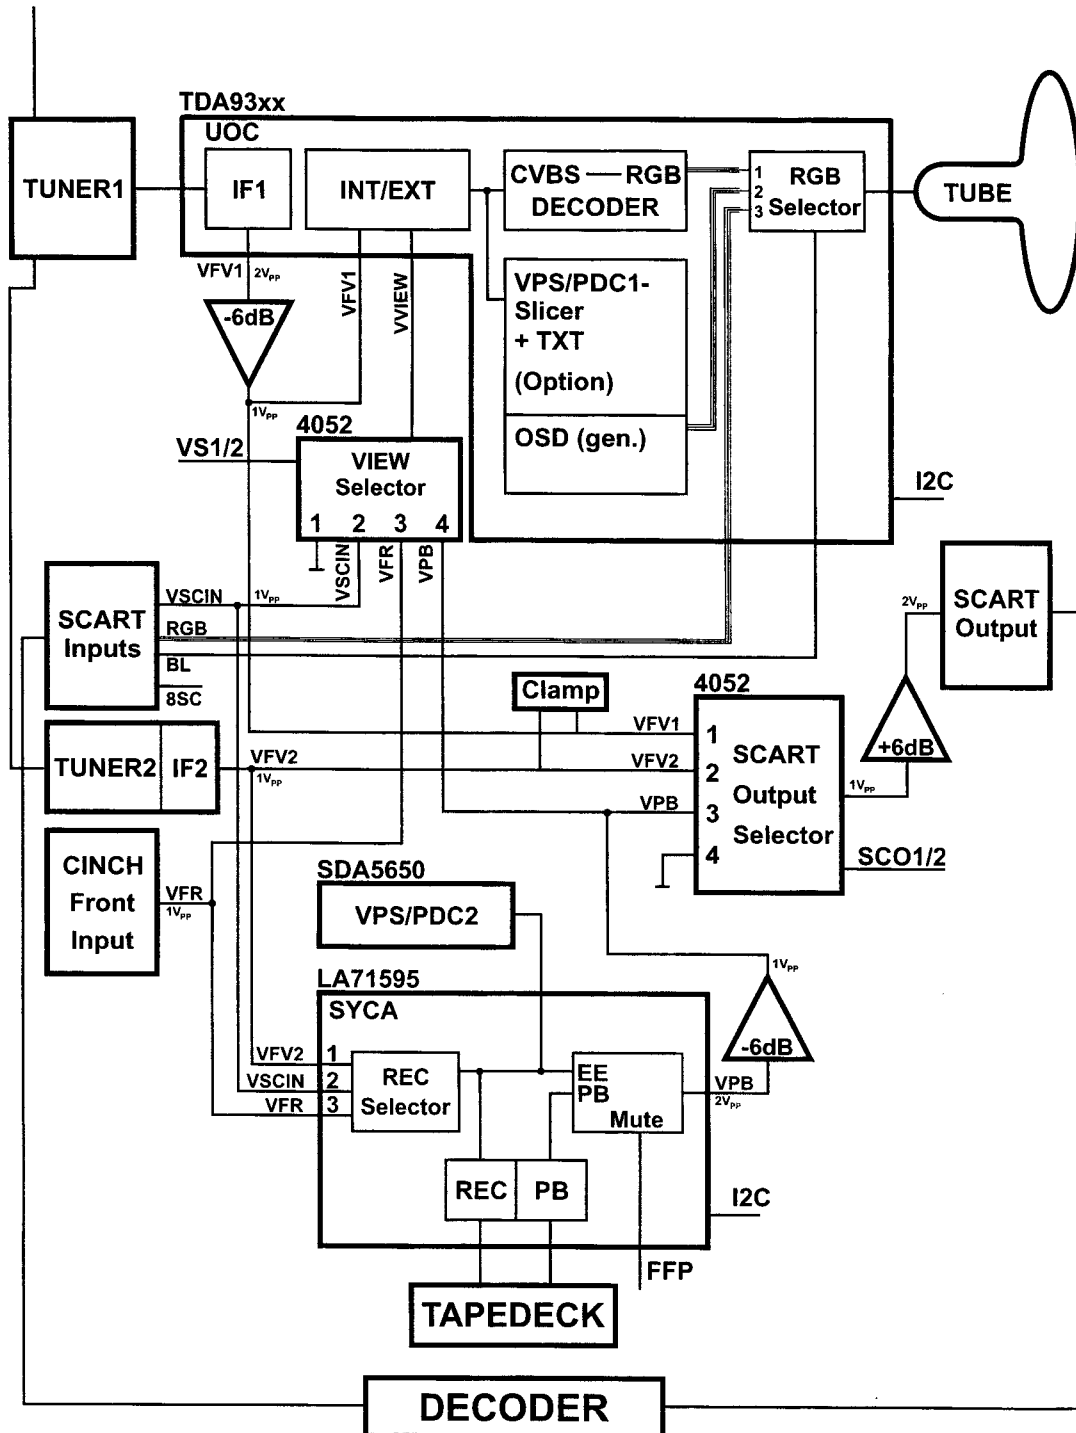 TDA93xx
UOC
TUNER1
IF1
INT/EXT
CVBS — RGB
DECODER
1
2
3
RGB
Selector
TUBE
VFV1 2Vpp
-6dB
VFV1
VVIEW
VPS/PDC1-
Slicer
+ TXT
(Option)
OSD (gen.)
1Vpp
4052
VS1/2
VIEW
Selector
1 2 3 4
I2C
VSCIN
VFR
VPB
SCART
Inputs
VSCIN 1Vpp
RGB
BL
8SC
2Vpp
SCART
Output
Clamp
4052
+6dB
TUNER2 IF2
VFV2
1Vpp
VFV1
VFV2
VPB
1
2
3
4
SCART
Output
Selector
1Vpp
SCO1/2
CINCH
Front
Input
VFR
1Vpp
SDA5650
VPS/PDC2
LA71595
SYCA
1Vpp
-6dB
VFV2 1
VSCIN 2
VFR 3
REC
Selector
EE
PB
Mute
VPB
2Vpp
REC PB
I2C
FFP
TAPEDECK
DECODER